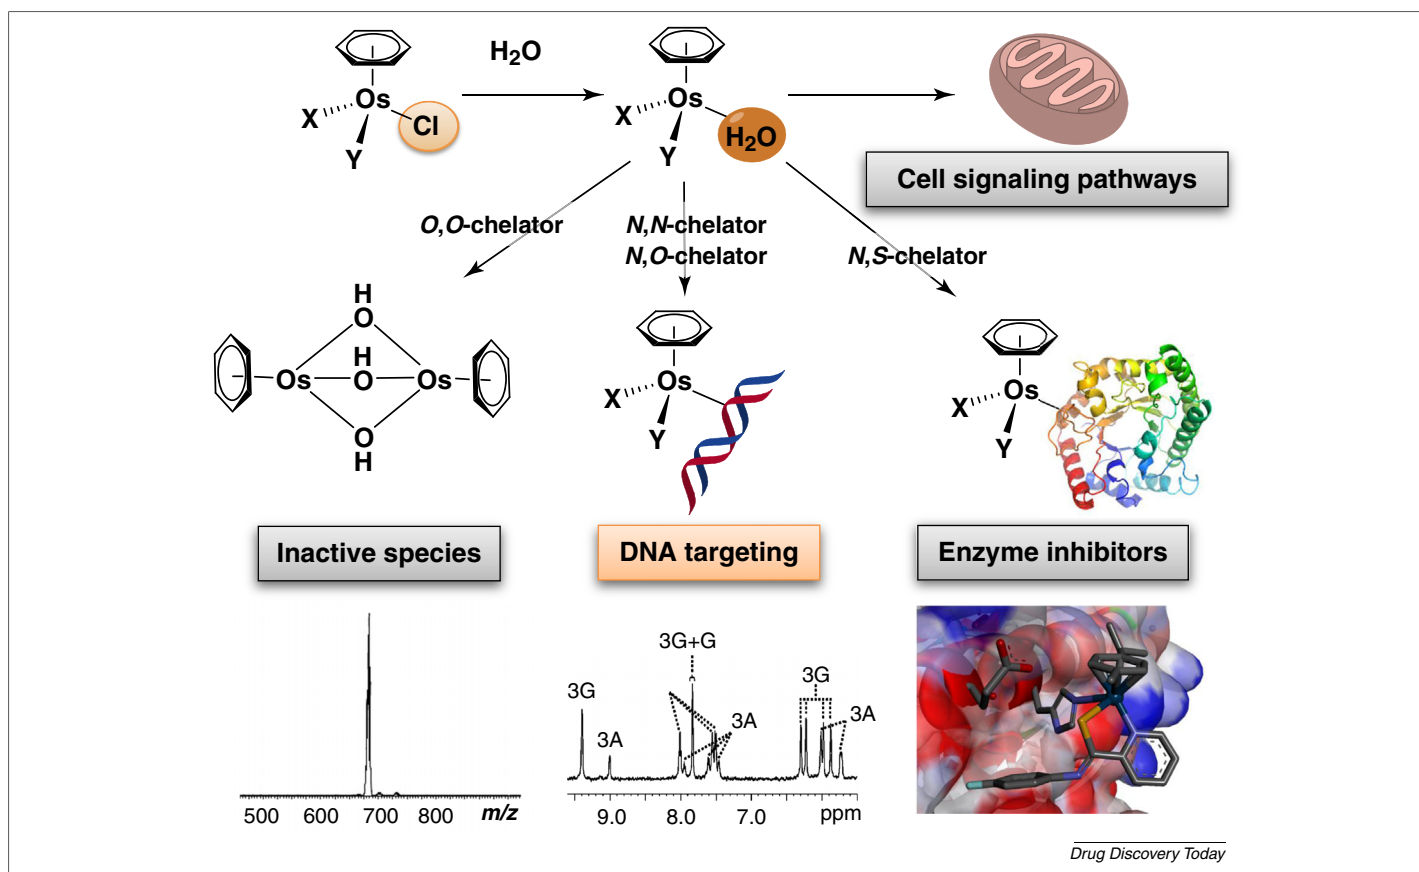 H2O
Os
X
Cl
Y
Os
X
H2O
Y
Cell signaling pathways
O,O-chelator
N,N-chelator
N,O-chelator
N,S-chelator
H
O
H
Os
O
Os
O
H
Os
X
Y
Os
X
Y
Inactive species
DNA targeting
Enzyme inhibitors
3G+G
3G
3G
3A
3A
3A
500 600 700 800 m/z
9.0 8.0 7.0 ppm
Drug Discovery Today